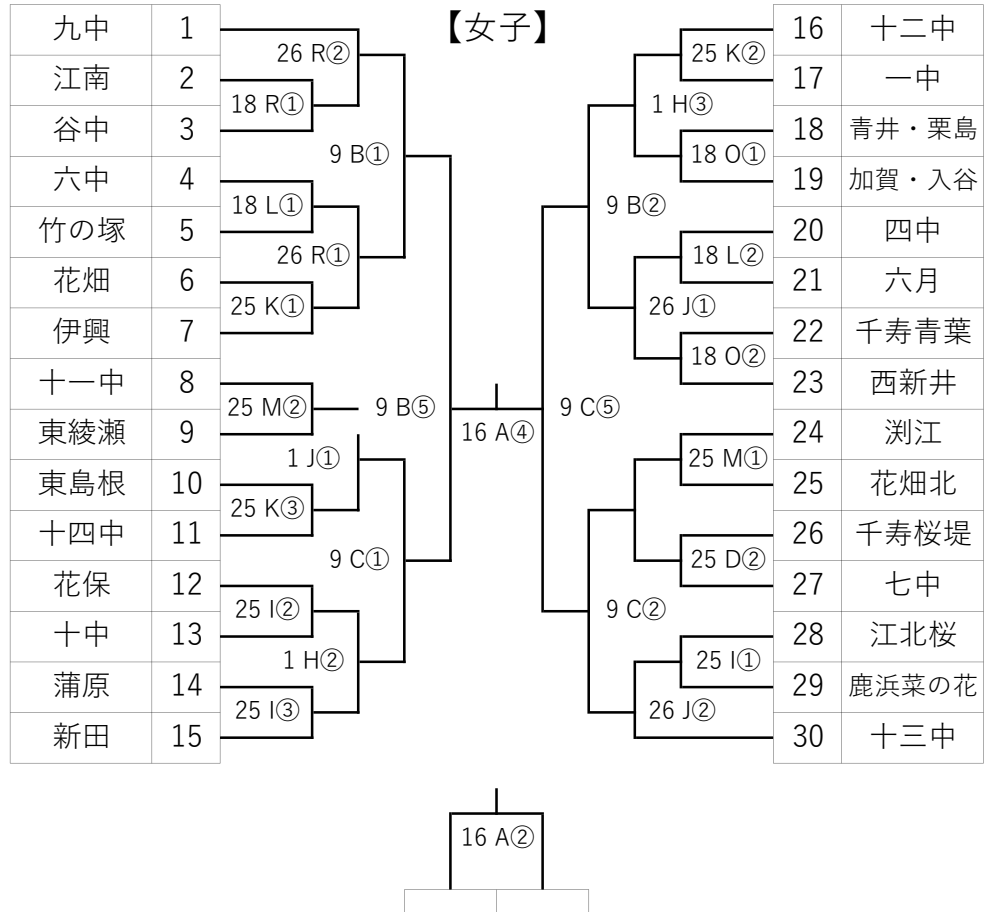 【女子】
九中 1
江南 2
谷中 3
六中 4
竹の塚 5
花畑 6
伊興 7
十一中 8
東綾瀬 9
東島根 10
十四中 11
花保 12
十中 13
蒲原 14
新田 15
26 R②
18 R①
9 B①
18 L①
26 R①
25 K①
25 M②
9 B⑤
1 J①
25 K③
9 C①
25 I②
1 H②
25 I③
16 A④
16 十二中
17 一中
18 青井・栗島
19 加賀・入谷
20 四中
21 六月
22 千寿青葉
23 西新井
24 渕江
25 花畑北
26 千寿桜堤
27 七中
28 江北桜
29 鹿浜菜の花
30 十三中
25 K②
1 H③
18 O①
9 B②
18 L②
26 J①
18 O②
9 C⑤
25 M①
25 D②
9 C②
25 I①
26 J②
16 A②